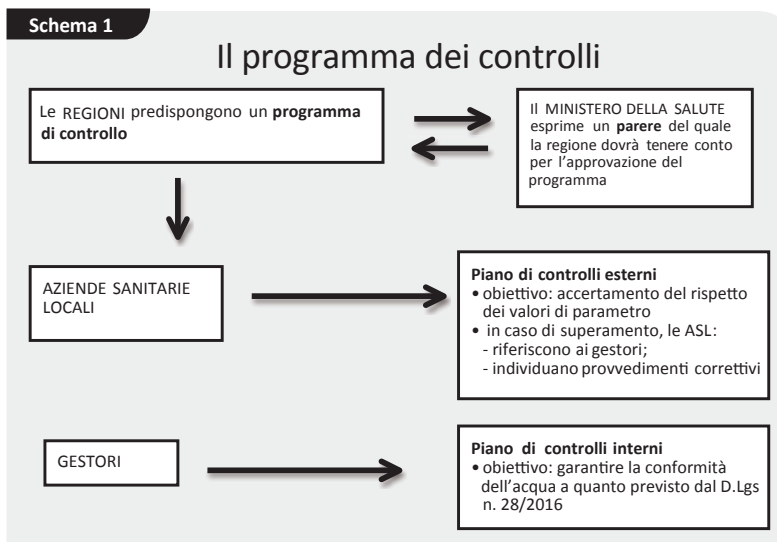 Schema 1
Il programma dei controlli
Le REGIONI predispongono un programma
di controllo
Il MINISTERO DELLA SALUTE
esprime un parere del quale
la regione dovrà tenere conto
per l'approvazione del
programma
AZIENDE SANITARIE
LOCALI
Piano di controlli esterni
• obiettivo: accertamento del rispetto
dei valori di parametro
• in caso di superamento, le ASL:
- riferiscono ai gestori;
- individuano provvedimenti correttivi
GESTORI
Piano di controlli interni
• obiettivo: garantire la conformità
dell'acqua a quanto previsto dal D.Lgs
n. 28/2016